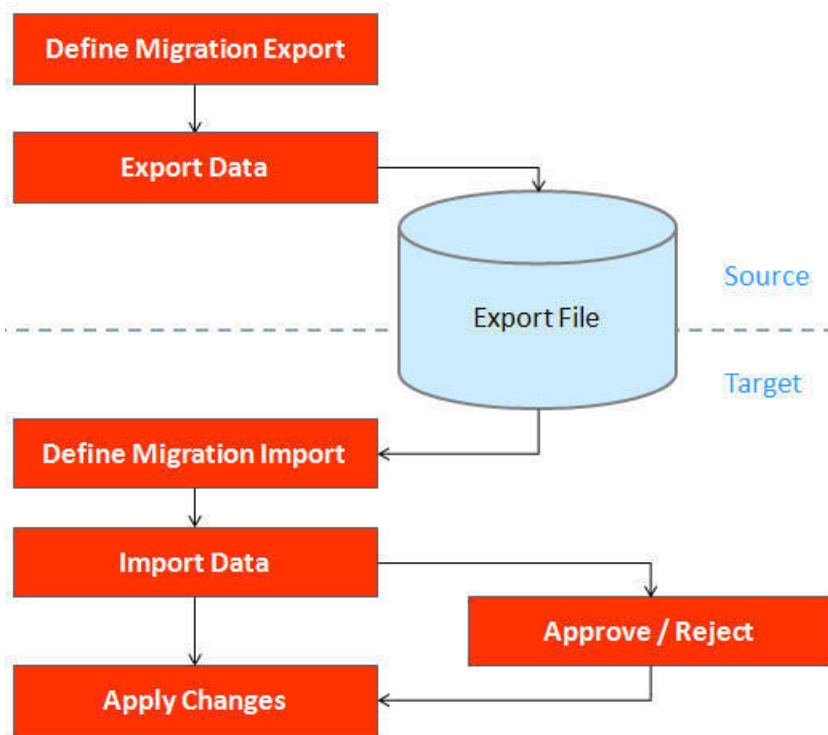 Define Migration Export
Export Data
Source
Export File
Target
Define Migration Import
Import Data
Approve / Reject
Apply Changes